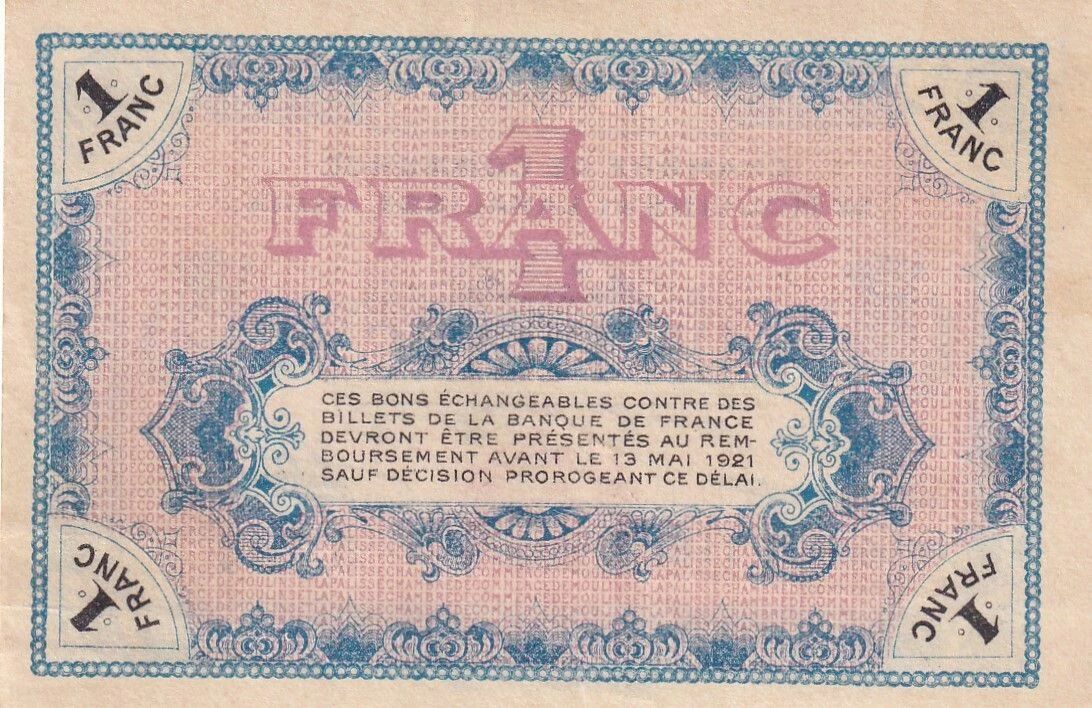 1 FRANC
1 FRANC
1
FRANC
CES BONS ÉCHANGEABLES CONTRE DES
BILLETS DE LA BANQUE DE FRANCE
DEVRONT ÊTRE PRÉSENTÉS AU REM-
BOURSEMENT AVANT LE 13 MAI 1921
SAUF DÉCISION PROROGEANT CE DÉLAI.
1 FRANC
1 FRANC